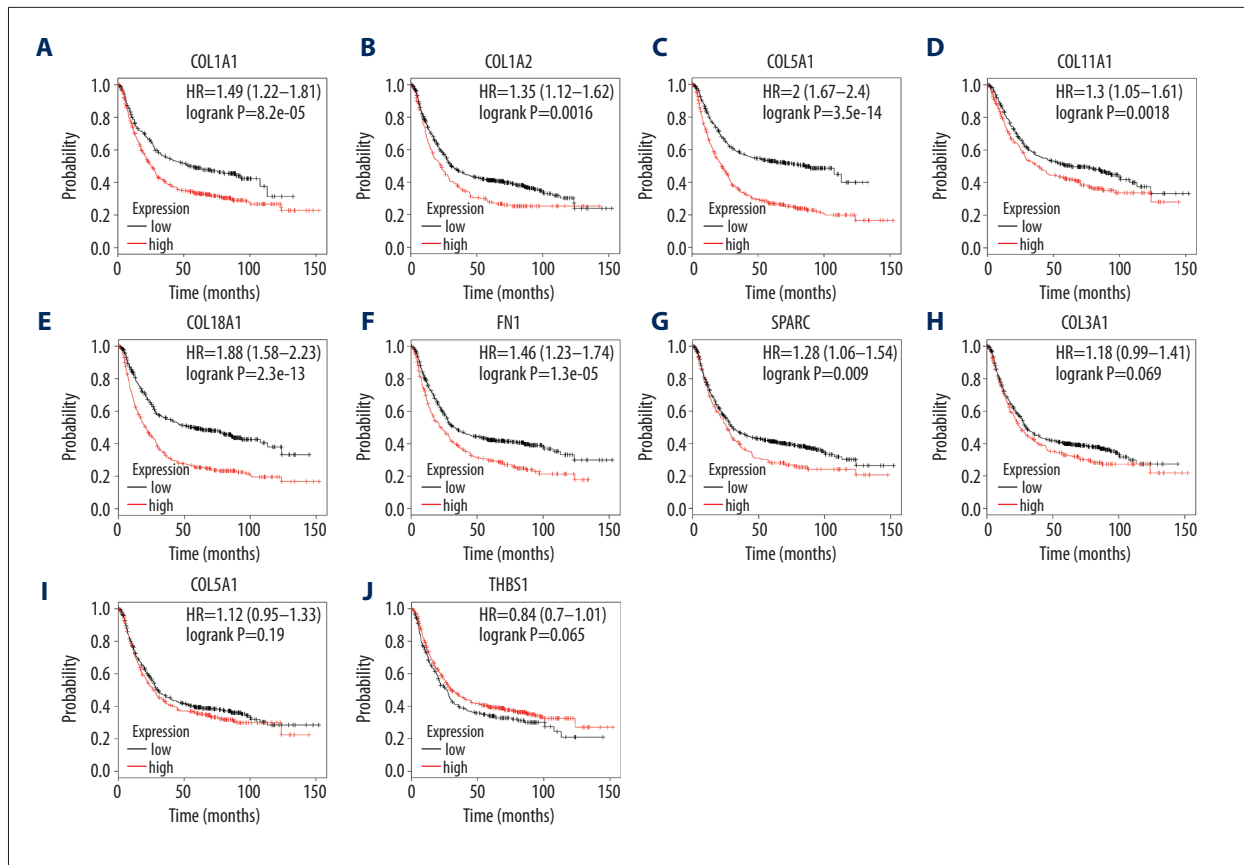 A
COL1A1
HR=1.49 (1.22–1.81)
logrank P=8.2e-05
Probability
1.0
0.8
0.6
0.4
0.2
0.0
Expression
low
high
0 50 100 150
Time (months)
B
COL1A2
HR=1.35 (1.12–1.62)
logrank P=0.0016
Probability
1.0
0.8
0.6
0.4
0.2
0.0
Expression
low
high
0 50 100 150
Time (months)
C
COL5A1
HR=2 (1.67–2.4)
logrank P=3.5e-14
Probability
1.0
0.8
0.6
0.4
0.2
0.0
Expression
low
high
0 50 100 150
Time (months)
D
COL11A1
HR=1.3 (1.05–1.61)
logrank P=0.0018
Probability
1.0
0.8
0.6
0.4
0.2
0.0
Expression
low
high
0 50 100 150
Time (months)
E
COL18A1
HR=1.88 (1.58–2.23)
logrank P=2.3e-13
Probability
1.0
0.8
0.6
0.4
0.2
0.0
Expression
low
high
0 50 100 150
Time (months)
F
FN1
HR=1.46 (1.23–1.74)
logrank P=1.3e-05
Probability
1.0
0.8
0.6
0.4
0.2
0.0
Expression
low
high
0 50 100 150
Time (months)
G
SPARC
HR=1.28 (1.06–1.54)
logrank P=0.009
Probability
1.0
0.8
0.6
0.4
0.2
0.0
Expression
low
high
0 50 100 150
Time (months)
H
COL3A1
HR=1.18 (0.99–1.41)
logrank P=0.069
Probability
1.0
0.8
0.6
0.4
0.2
0.0
Expression
low
high
0 50 100 150
Time (months)
I
COL5A1
HR=1.12 (0.95–1.33)
logrank P=0.19
Probability
1.0
0.8
0.6
0.4
0.2
0.0
Expression
low
high
0 50 100 150
Time (months)
J
THBS1
HR=0.84 (0.7–1.01)
logrank P=0.065
Probability
1.0
0.8
0.6
0.4
0.2
0.0
Expression
low
high
0 50 100 150
Time (months)